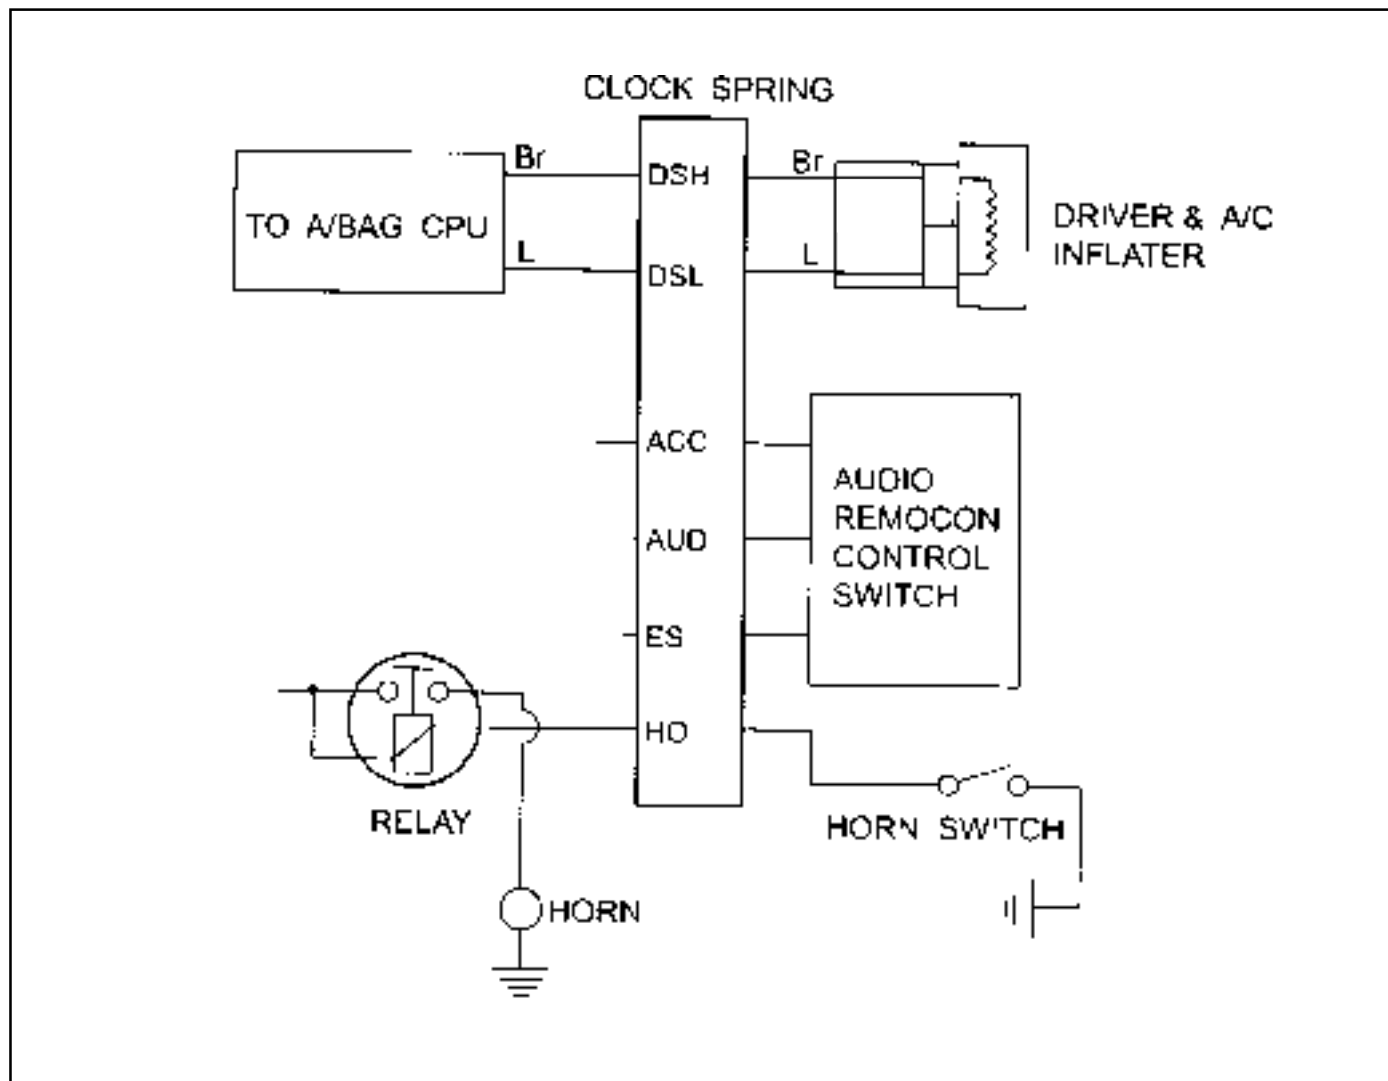 CLOCK SPRING
Br
DSH
Br
TO A/BAG CPU
DRIVER & A/C
INFLATER
L
DSL
L
ACC
AUDIO
REMOCON
CONTROL
SWITCH
AUD
ES
HO
RELAY
HORN SWITCH
HORN